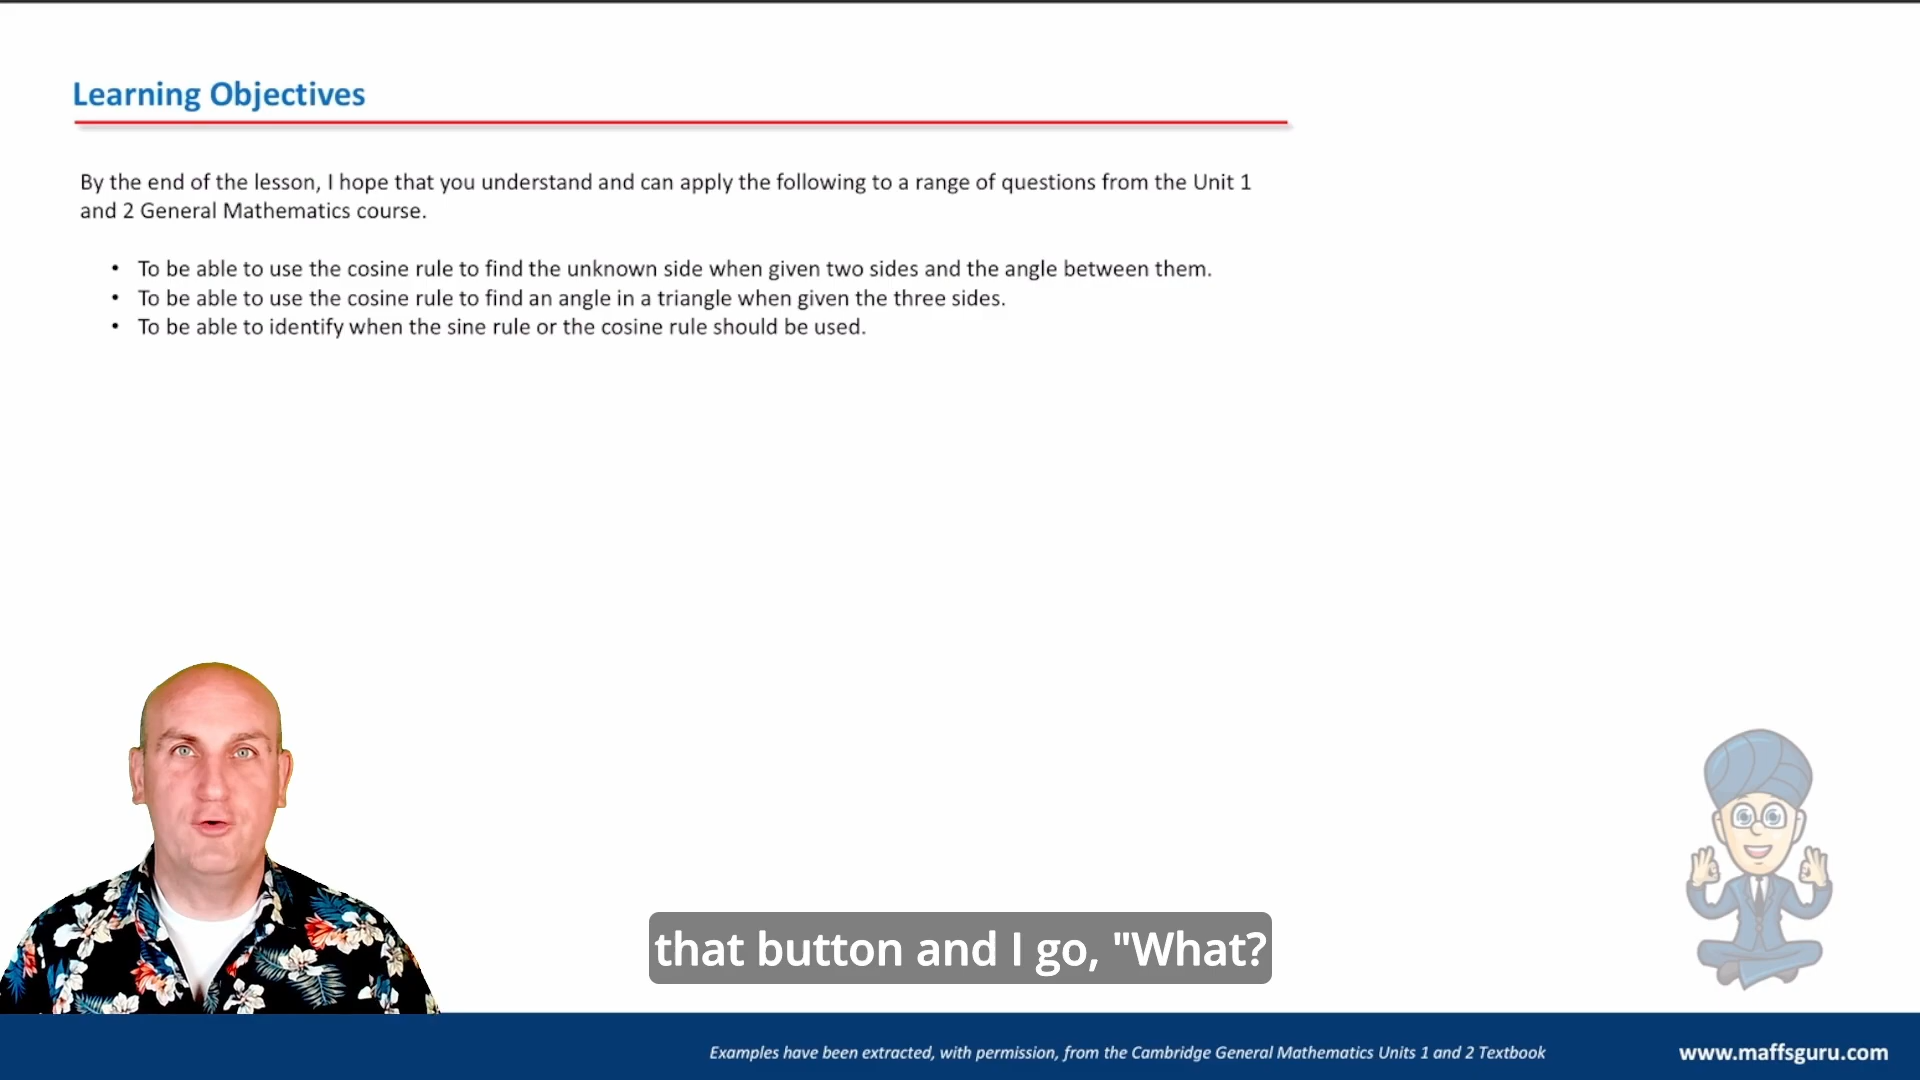 Learning Objectives
By the end of the lesson, I hope that you understand and can apply the following to a range of questions from the Unit 1
and 2 General Mathematics course.
• To be able to use the cosine rule to find the unknown side when given two sides and the angle between them.
• To be able to use the cosine rule to find an angle in a triangle when given the three sides.
• To be able to identify when the sine rule or the cosine rule should be used.
that button and I go, "What?
Examples have been extracted, with permission, from the Cambridge General Mathematics Units 1 and 2 Textbook
www.maffsguru.com